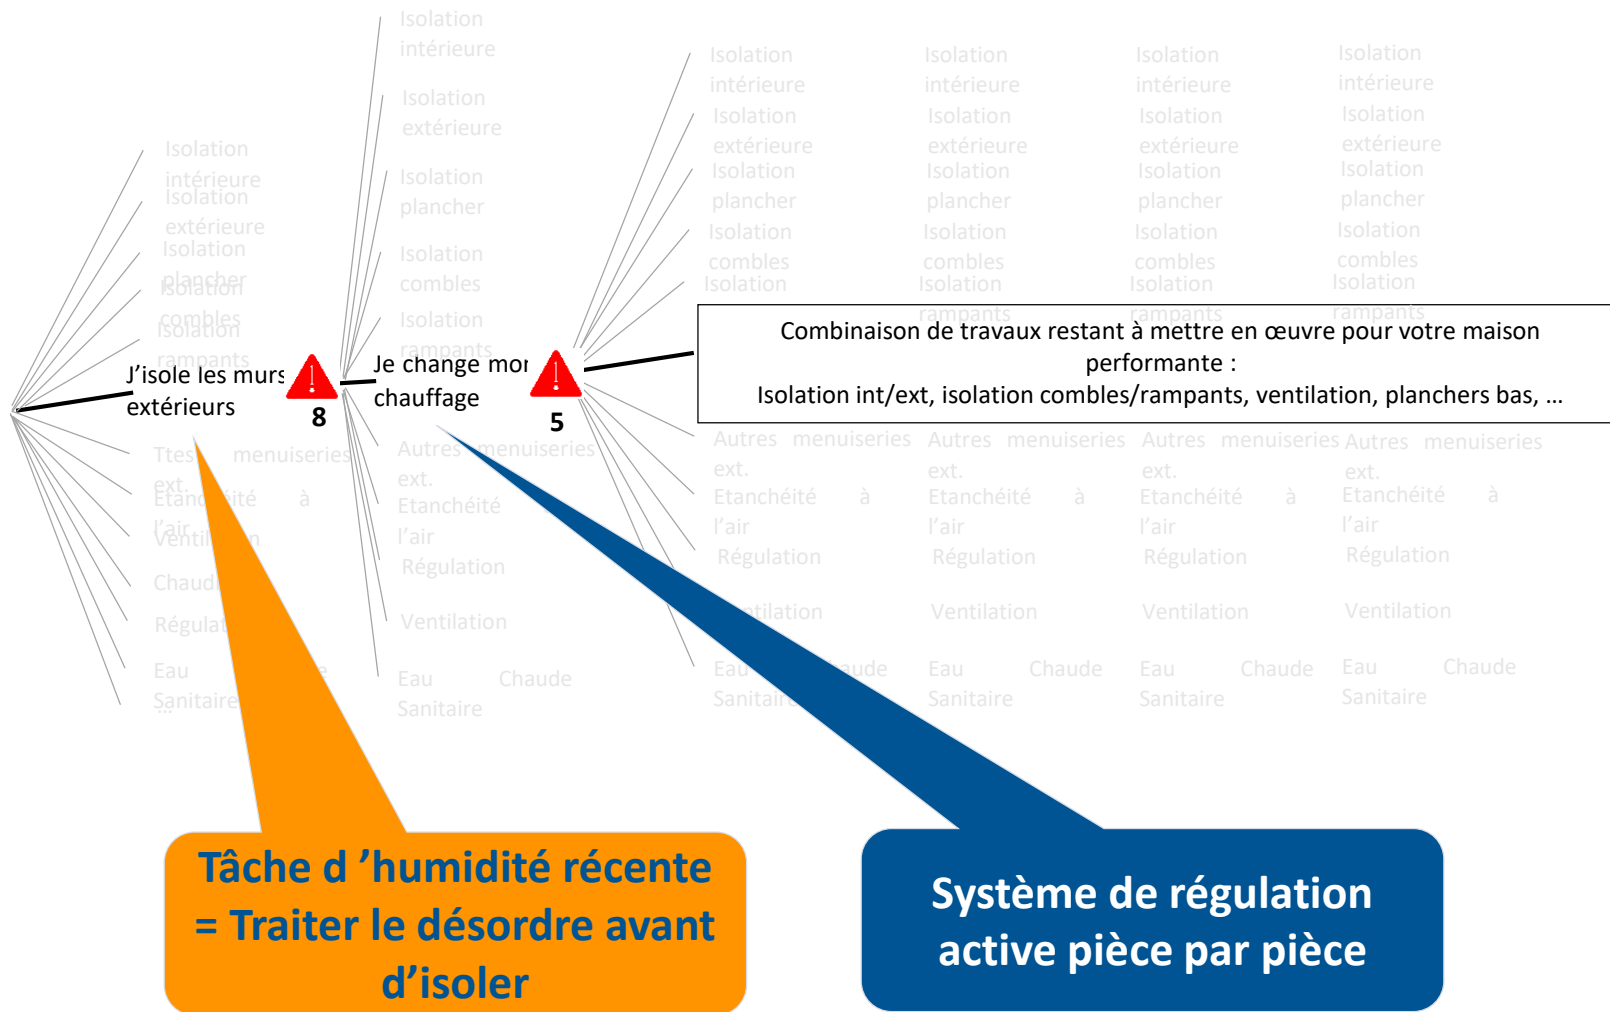 Isolation
intérieure
Isolation
extérieure
Isolation
plancher
Isolation
combles
Isolation
rampants
J’isole les murs
extérieurs
8
Ttes menuiseries
ext.
Etanchéité à
l’air
Ventilation
Chaud
Régulat
Eau
Sanitaire
...
Isolation
intérieure
Isolation
extérieure
Isolation
plancher
Isolation
combles
Isolation
rampants
Je change mon
chauffage
5
Autres menuiseries
ext.
Etanchéité
l’air
Régulation
Ventilation
Eau Chaude
Sanitaire
Isolation
intérieure
Isolation
extérieure
Isolation
plancher
Isolation
combles
Isolation
Isolation
intérieure
Isolation
extérieure
Isolation
plancher
Isolation
combles
Isolation
rampants
Isolation
intérieure
Isolation
extérieure
Isolation
plancher
Isolation
combles
Isolation
rampants
Isolation
intérieure
Isolation
extérieure
Isolation
plancher
Isolation
combles
Isolation
rampants
Combinaison de travaux restant à mettre en œuvre pour votre maison
performante :
Isolation int/ext, isolation combles/rampants, ventilation, planchers bas, …
Autres menuiseries
ext.
Etanchéité à
l’air
Régulation
Ventilation
Eau Chaude
Sanitaire
Autres menuiseries
ext.
Etanchéité à
l’air
Régulation
Ventilation
Eau Chaude
Sanitaire
Autres menuiseries
ext.
Etanchéité à
l’air
Régulation
Ventilation
Eau Chaude
Sanitaire
Autres menuiseries
ext.
Etanchéité à
l’air
Régulation
Ventilation
Eau Chaude
Sanitaire
Tâche d ’humidité récente
= Traiter le désordre avant
d’isoler
Système de régulation
active pièce par pièce